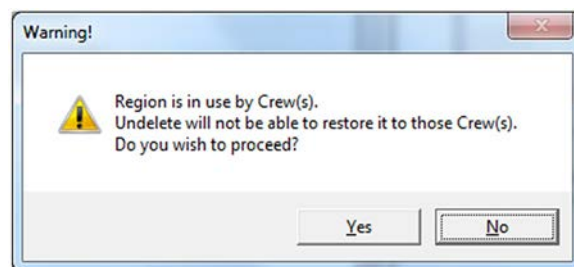 Warning!
Region is in use by Crew(s).
Undelete will not be able to restore it to those Crew(s).
Do you wish to proceed?
Yes
No